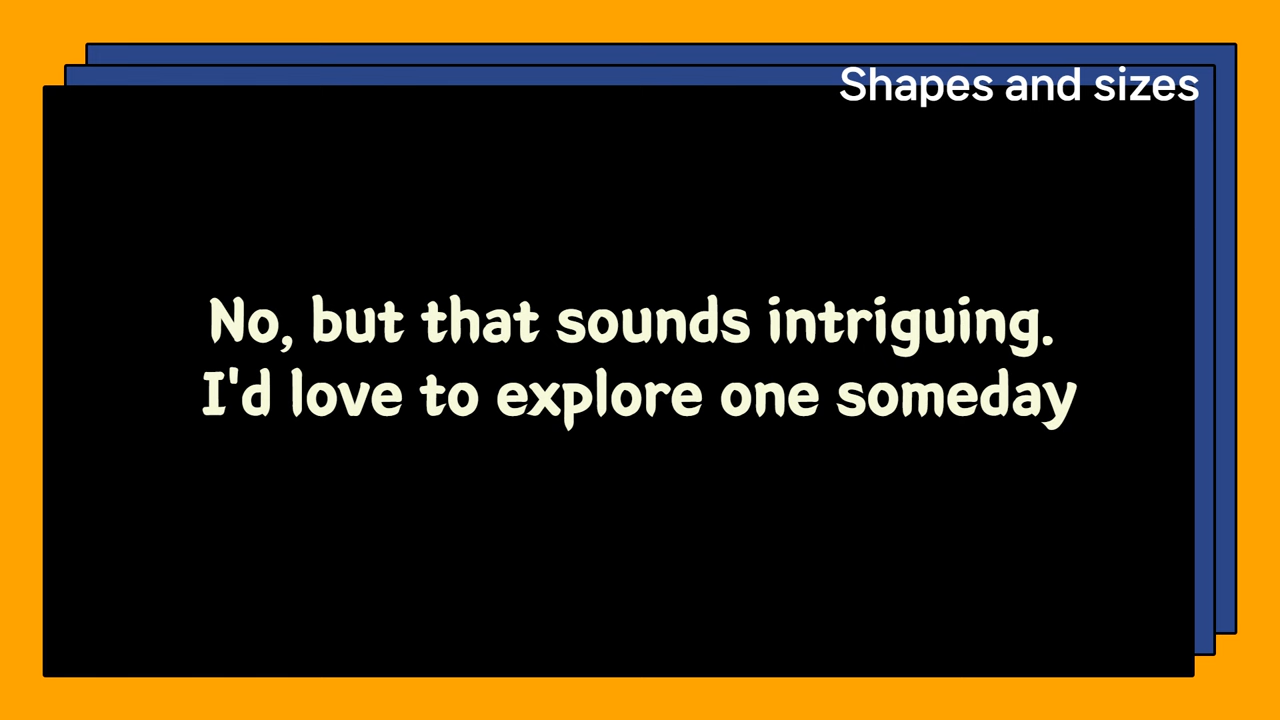 Shapes and sizes
No, but that sounds intriguing.
I'd love to explore one someday